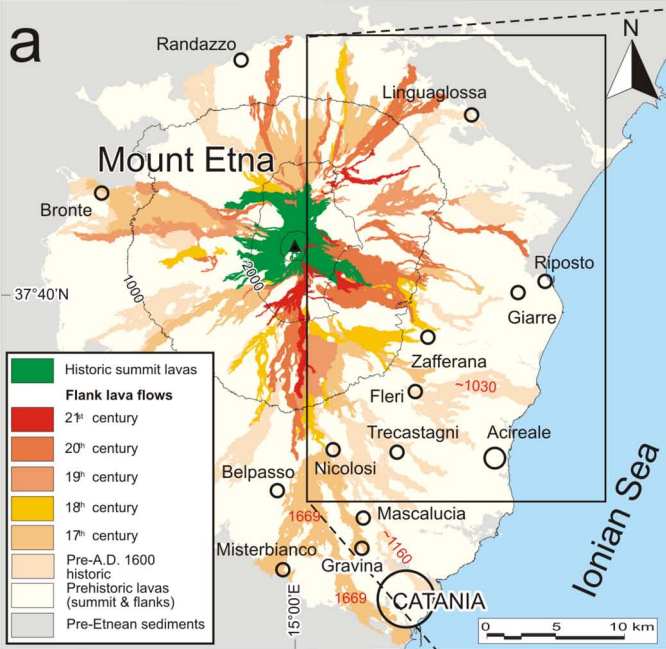 a
N
Randazzo
Linguaglossa
Mount Etna
Bronte
2000
1000
37°40'N
Riposto
Giarre
Zafferana
Fleri
~1030
Trecastagni
Acireale
Nicolosi
Belpasso
1669
Mascalucia
~1160
Misterbianco
Gravina
1669
CATANIA
15°00'E
Ionian Sea
Historic summit lavas
Flank lava flows
21st century
20th century
19th century
18th century
17th century
Pre-A.D. 1600
historic
Prehistoric lavas
(summit & flanks)
Pre-Etnean sediments
0 5 10 km